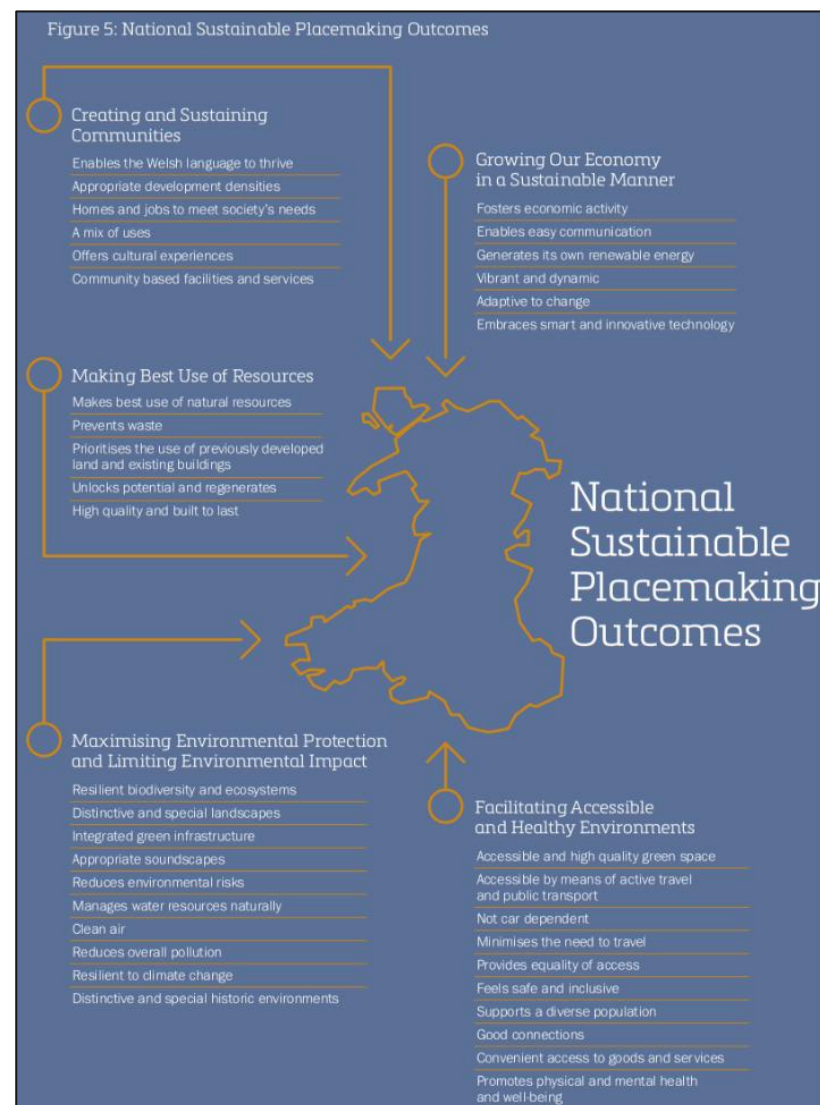 Figure 5: National Sustainable Placemaking Outcomes
Creating and Sustaining
Communities
Enables the Welsh language to thrive
Appropriate development densities
Homes and jobs to meet society's needs
A mix of uses
Offers cultural experiences
Community based facilities and services
Growing Our Economy
in a Sustainable Manner
Fosters economic activity
Enables easy communication
Generates its own renewable energy
Vibrant and dynamic
Adaptive to change
Embraces smart and innovative technology
Making Best Use of Resources
Makes best use of natural resources
Prevents waste
Prioritises the use of previously developed
land and existing buildings
Unlocks potential and regenerates
High quality and built to last
National
Sustainable
Placemaking
Outcomes
Maximising Environmental Protection
and Limiting Environmental Impact
Resilient biodiversity and ecosystems
Distinctive and special landscapes
Integrated green infrastructure
Appropriate soundscapes
Reduces environmental risks
Manages water resources naturally
Clean air
Reduces overall pollution
Resilient to climate change
Distinctive and special historic environments
Facilitating Accessible
and Healthy Environments
Accessible and high quality green space
Accessible by means of active travel
and public transport
Not car dependent
Minimises the need to travel
Provides equality of access
Feels safe and inclusive
Supports a diverse population
Good connections
Convenient access to goods and services
Promotes physical and mental health
and well-being